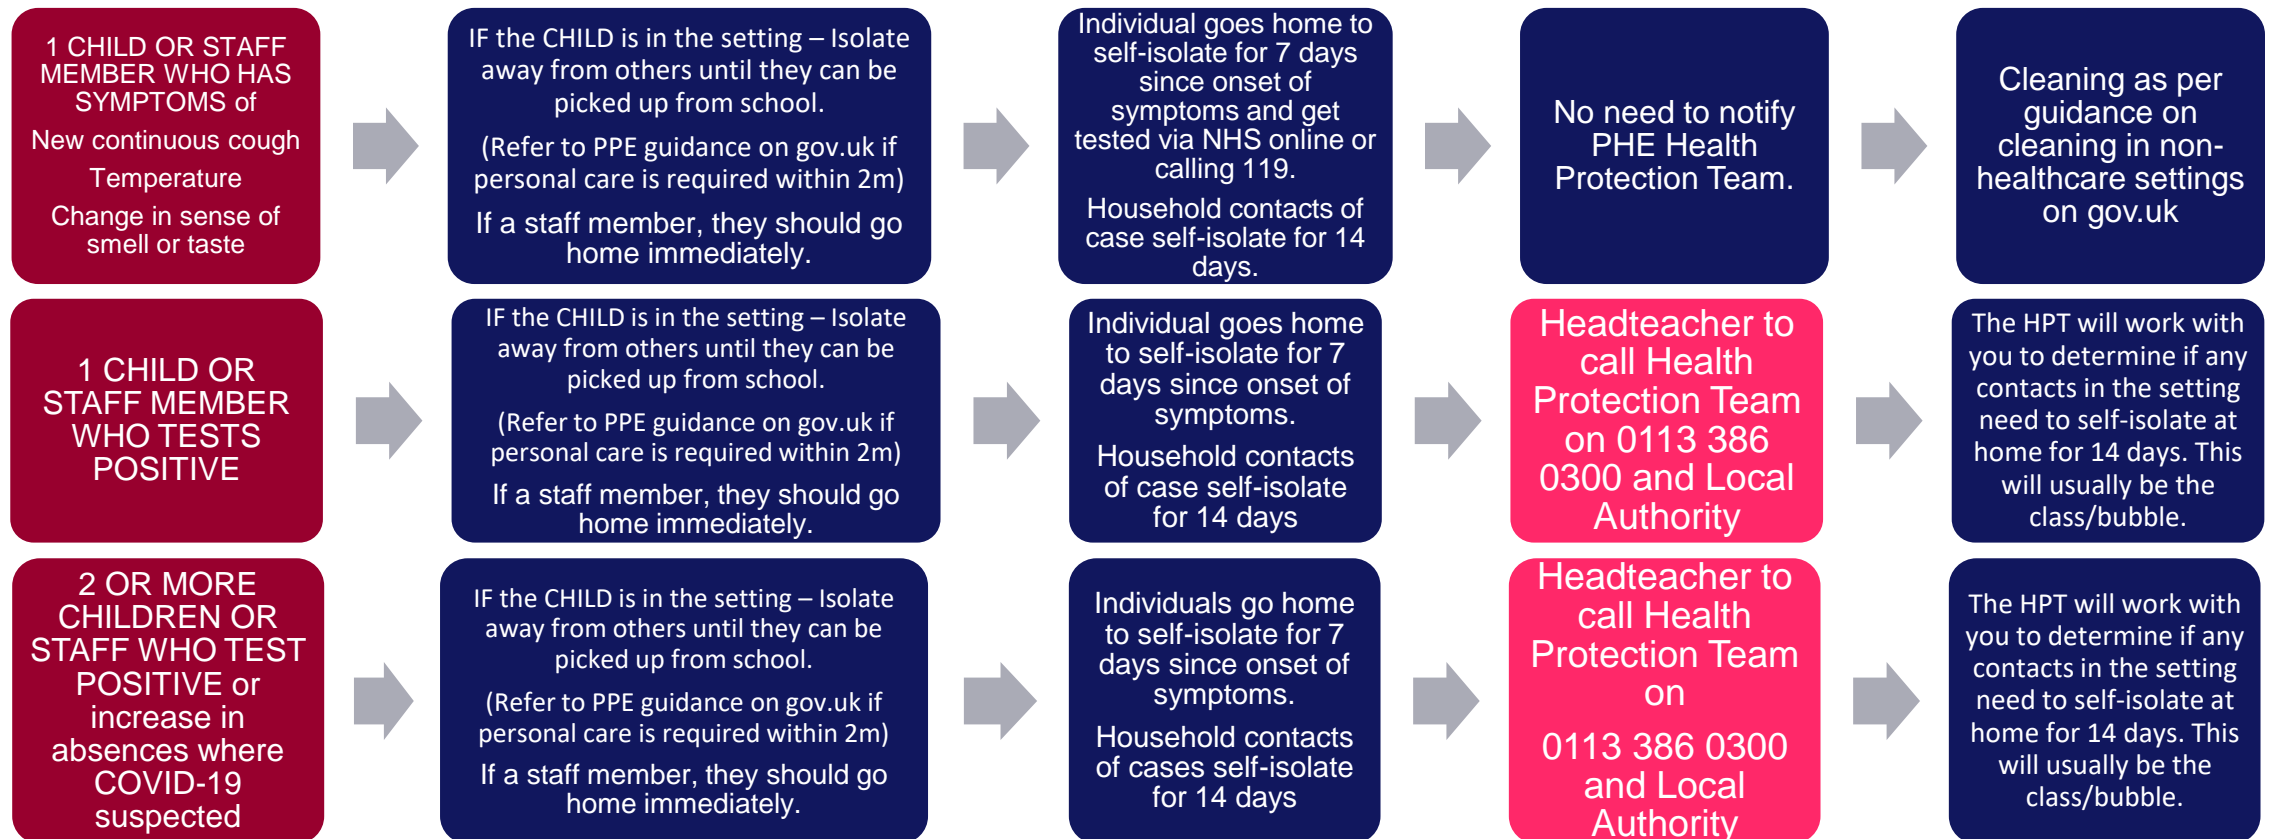 1 CHILD OR STAFF
MEMBER WHO HAS
SYMPTOMS of
New continuous cough
Temperature
Change in sense of
smell or taste
IF the CHILD is in the setting – Isolate
away from others until they can be
picked up from school.
(Refer to PPE guidance on gov.uk if
personal care is required within 2m)
If a staff member, they should go
home immediately.
Individual goes home to
self-isolate for 7 days
since onset of
symptoms and get
tested via NHS online or
calling 119.
Household contacts of
case self-isolate for 14
days.
No need to notify
PHE Health
Protection Team.
Cleaning as per
guidance on
cleaning in non-
healthcare settings
on gov.uk
1 CHILD OR
STAFF MEMBER
WHO TESTS
POSITIVE
IF the CHILD is in the setting – Isolate
away from others until they can be
picked up from school.
(Refer to PPE guidance on gov.uk if
personal care is required within 2m)
If a staff member, they should go
home immediately.
Individual goes home
to self-isolate for 7
days since onset of
symptoms.
Household contacts
of case self-isolate
for 14 days
Headteacher to
call Health
Protection Team
on 0113 386
0300 and Local
Authority
The HPT will work with
you to determine if any
contacts in the setting
need to self-isolate at
home for 14 days. This
will usually be the
class/bubble.
2 OR MORE
CHILDREN OR
STAFF WHO TEST
POSITIVE or
increase in
absences where
COVID-19
suspected
IF the CHILD is in the setting – Isolate
away from others until they can be
picked up from school.
(Refer to PPE guidance on gov.uk if
personal care is required within 2m)
If a staff member, they should go
home immediately.
Individuals go home
to self-isolate for 7
days since onset of
symptoms.
Household contacts
of cases self-isolate
for 14 days
Headteacher to
call Health
Protection Team
on
0113 386 0300
and Local
Authority
The HPT will work with
you to determine if any
contacts in the setting
need to self-isolate at
home for 14 days. This
will usually be the
class/bubble.